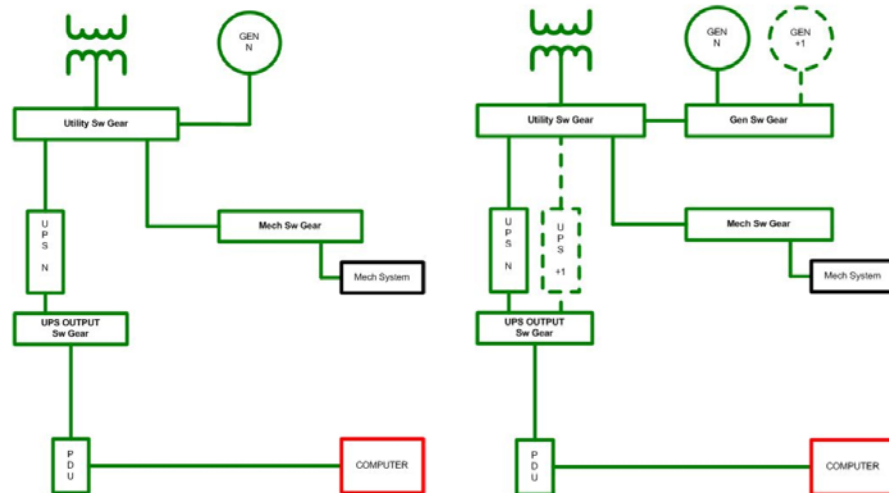 GEN
N
Utility Sw Gear
U
P
S
N
Mech Sw Gear
Mech System
UPS OUTPUT
Sw Gear
P
D
U
COMPUTER
GEN
N
GEN
+1
Utility Sw Gear
Gen Sw Gear
U
P
S
N
U
P
S
+1
Mech Sw Gear
Mech System
UPS OUTPUT
Sw Gear
P
D
U
COMPUTER